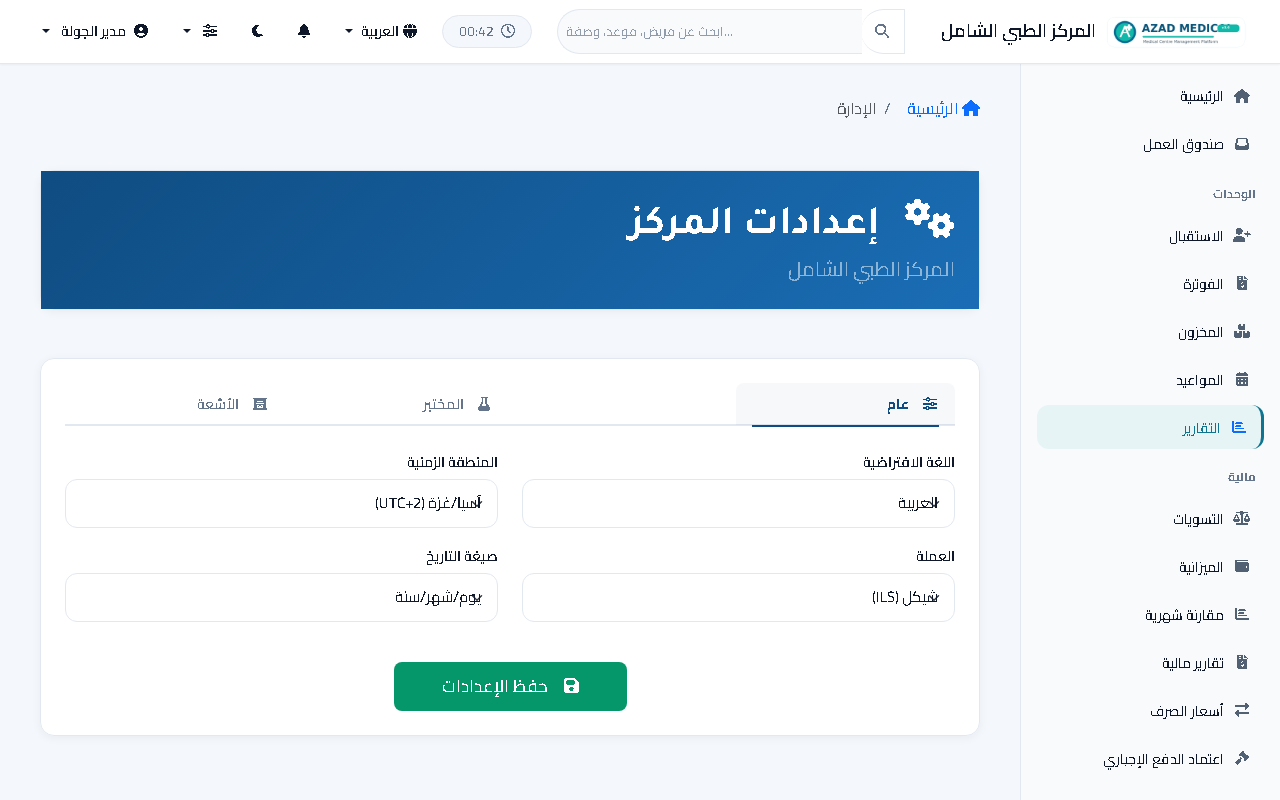 AZAD MEDIC
Medical Centre Management Platform
المركز الطبي الشامل
ابحث عن مريض، موعد، وصفة...
00:42
العربية
مدير الجولة
الرئيسية
صندوق العمل
الوحدات
الاستقبال
الفوترة
المخزون
المواعيد
التقارير
مالية
التسويات
الميزانية
مقارنة شهرية
تقارير مالية
أسعار الصرف
اعتماد الدفع الإجباري
الرئيسية / الإدارة
إعدادات المركز
المركز الطبي الشامل
عام
المختبر
الأشعة
اللغة الافتراضية
المنطقة الزمنية
العربية
آسيا/غزة (UTC+2)
العملة
صيغة التاريخ
شيكل (ILS)
يوم/شهر/سنة
حفظ الإعدادات